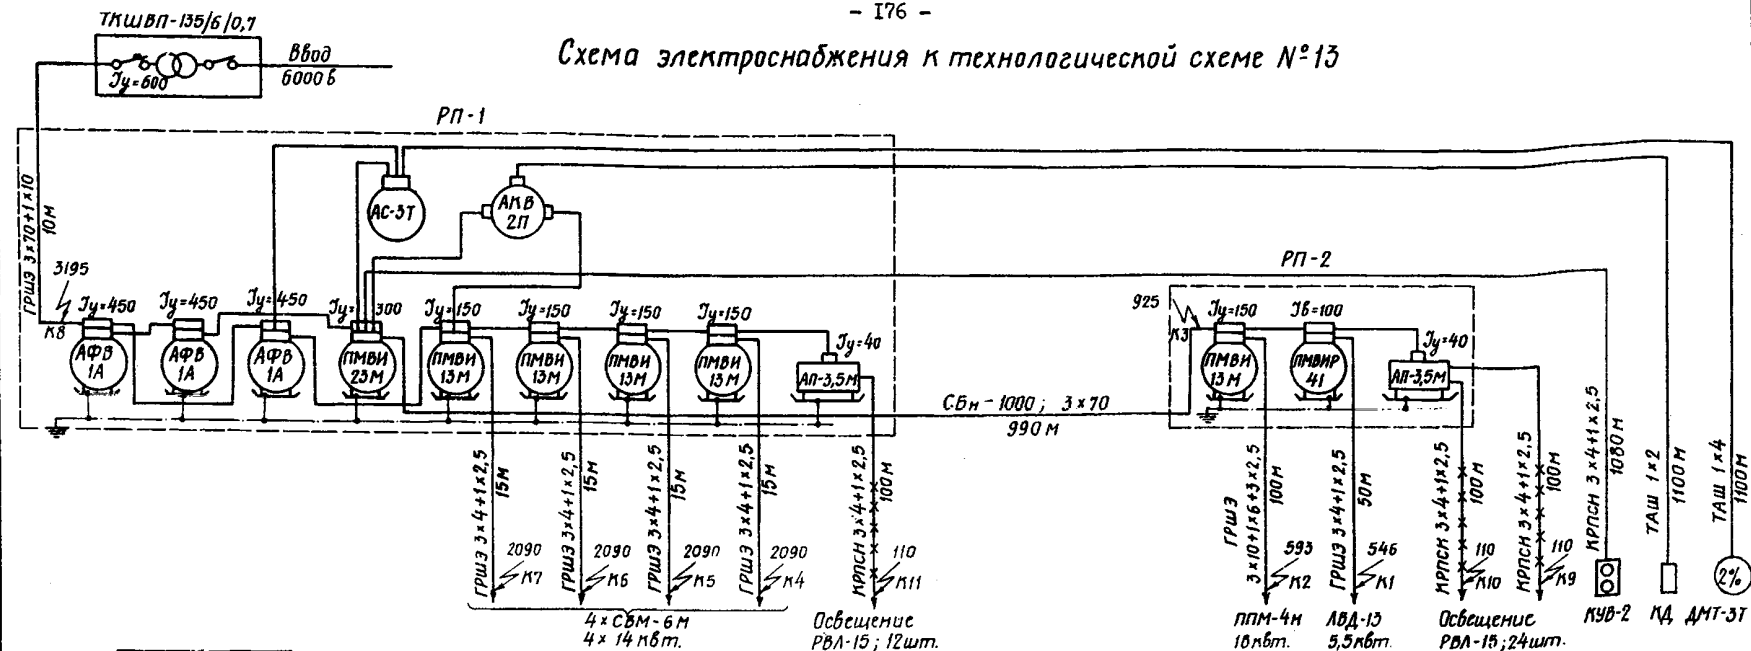 - I76 -
ТКШВП-135/6/0,7
Схема электроснабжения к технологической схеме №13
Ввод
6000 в
Jу=600
РП-1
ГРШЭ 3×70+1×10
10м
АС-3Т
АКВ
2П
3195
К8
Jу=450
Jу=450
Jу=450
Jу=300
Jу=150
Jу=150
Jу=150
Jу=150
Jу=40
АФВ
1А
АФВ
1А
АФВ
1А
ПМВИ
23М
ПМВИ
13М
ПМВИ
13М
ПМВИ
13М
ПМВИ
13М
АП-3,5М
РП-2
925
К3
Jу=150
Jв=100
Jу=40
ПМВИ
13М
ПМВИР
41
АП-3,5М
СБн-1000; 3×70
990 м
ГРШЭ 3×4+1×2,5
15м
2090
К7
ГРШЭ 3×4+1×2,5
15м
2090
К6
ГРШЭ 3×4+1×2,5
15м
2090
К5
ГРШЭ 3×4+1×2,5
15м
2090
К4
КРПСН 3×4+1×2,5
100м
110
К11
4×СВМ-6м
4×14квт.
Освещение
РВЛ-15; 12шт.
ГРШЭ
3×10+1×6+3×2,5
100м
593
К2
ГРШЭ 3×4+1×2,5
50м
546
К1
КРПСН 3×4+1×2,5
100м
110
К10
КРПСН 3×4+1×2,5
100м
110
К9
ППМ-4м
18квт.
ЛВД-13
5,5квт.
Освещение
РВЛ-15; 24шт.
КРПСН 3×4+1×2,5
1080м
КУВ-2
ТАШ 1×2
1100м
КД
ТАШ 1×4
1100м
2%
ДМТ-3Т